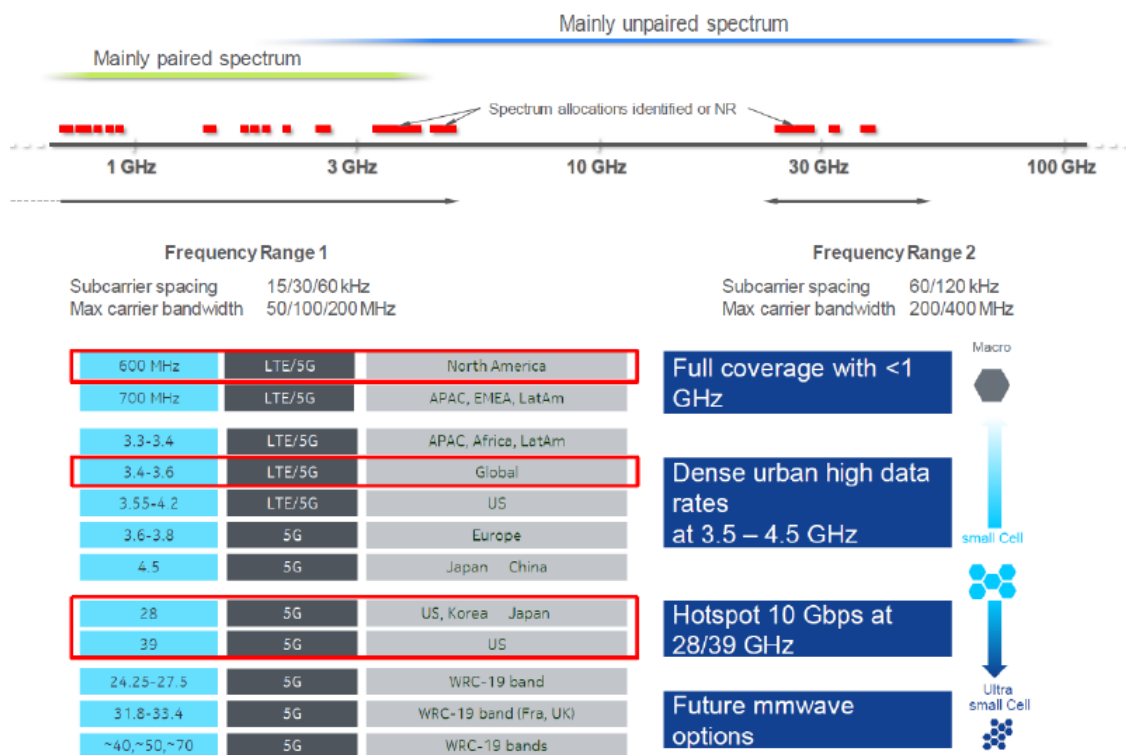 Mainly unpaired spectrum
Mainly paired spectrum
Spectrum allocations identified or NR
1 GHz 3 GHz 10 GHz 30 GHz 100 GHz
Frequency Range 1
Subcarrier spacing 15/30/60 kHz
Max carrier bandwidth 50/100/200 MHz
Frequency Range 2
Subcarrier spacing 60/120 kHz
Max carrier bandwidth 200/400 MHz
600 MHz LTE/5G North America
700 MHz LTE/5G APAC, EMEA, LatAm
3.3-3.4 LTE/5G APAC, Africa, LatAm
3.4-3.6 LTE/5G Global
3.55-4.2 LTE/5G US
3.6-3.8 5G Europe
4.5 5G Japan China
28 5G US, Korea Japan
39 5G US
24.25-27.5 5G WRC-19 band
31.8-33.4 5G WRC-19 band (Fra, UK)
~40,~50,~70 5G WRC-19 bands
Full coverage with <1
GHz
Dense urban high data
rates
at 3.5 – 4.5 GHz
Hotspot 10 Gbps at
28/39 GHz
Future mmwave
options
Macro
small Cell
Ultra
small Cell